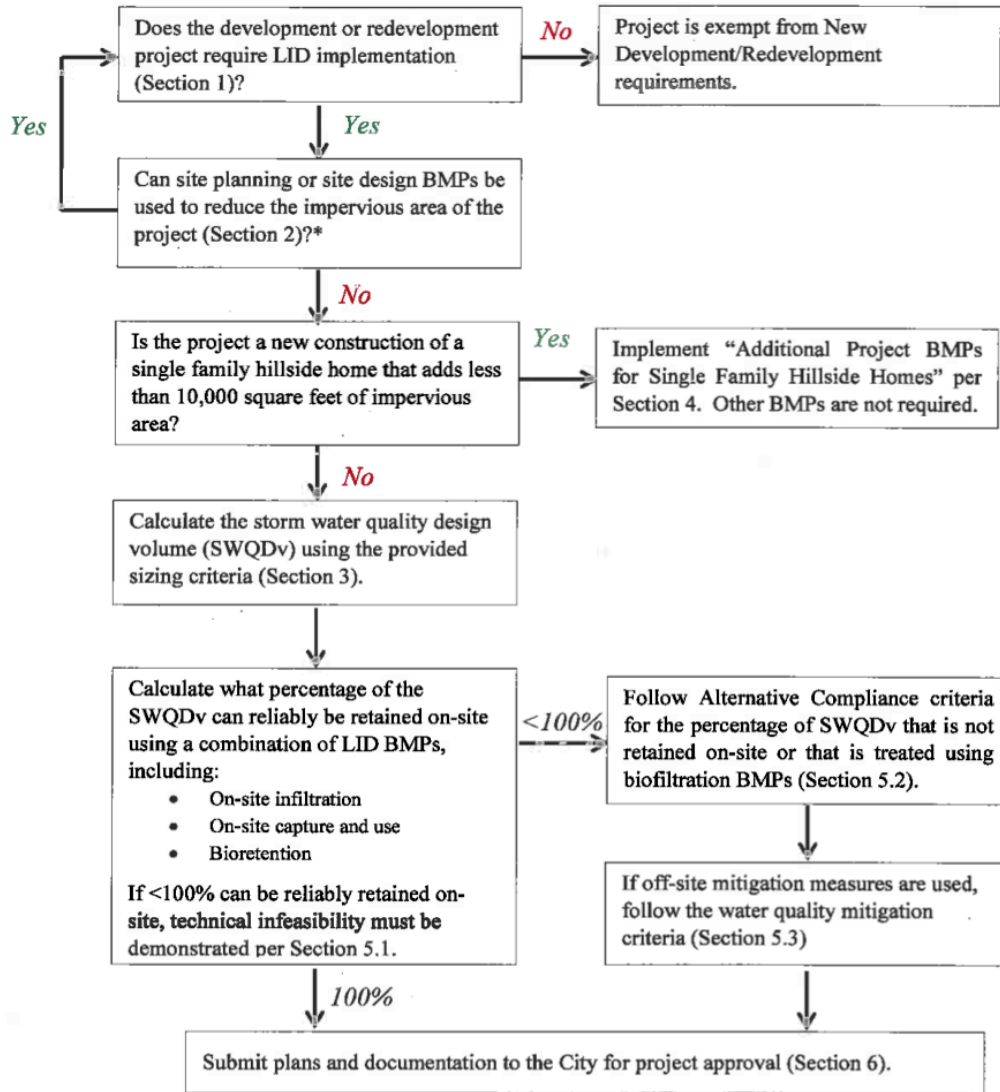 Does the development or redevelopment
project require LID implementation
(Section 1)?
No
Project is exempt from New
Development/Redevelopment
requirements.
Yes
Yes
Can site planning or site design BMPs be
used to reduce the impervious area of the
project (Section 2)?*
No
Is the project a new construction of a
single family hillside home that adds less
than 10,000 square feet of impervious
area?
Yes
Implement “Additional Project BMPs
for Single Family Hillside Homes” per
Section 4. Other BMPs are not required.
No
Calculate the storm water quality design
volume (SWQDv) using the provided
sizing criteria (Section 3).
Calculate what percentage of the
SWQDv can reliably be retained on-site
using a combination of LID BMPs,
including:
• On-site infiltration
• On-site capture and use
• Bioretention
If <100% can be reliably retained on-
site, technical infeasibility must be
demonstrated per Section 5.1.
<100%
Follow Alternative Compliance criteria
for the percentage of SWQDv that is not
retained on-site or that is treated using
biofiltration BMPs (Section 5.2).
If off-site mitigation measures are used,
follow the water quality mitigation
criteria (Section 5.3)
100%
Submit plans and documentation to the City for project approval (Section 6).